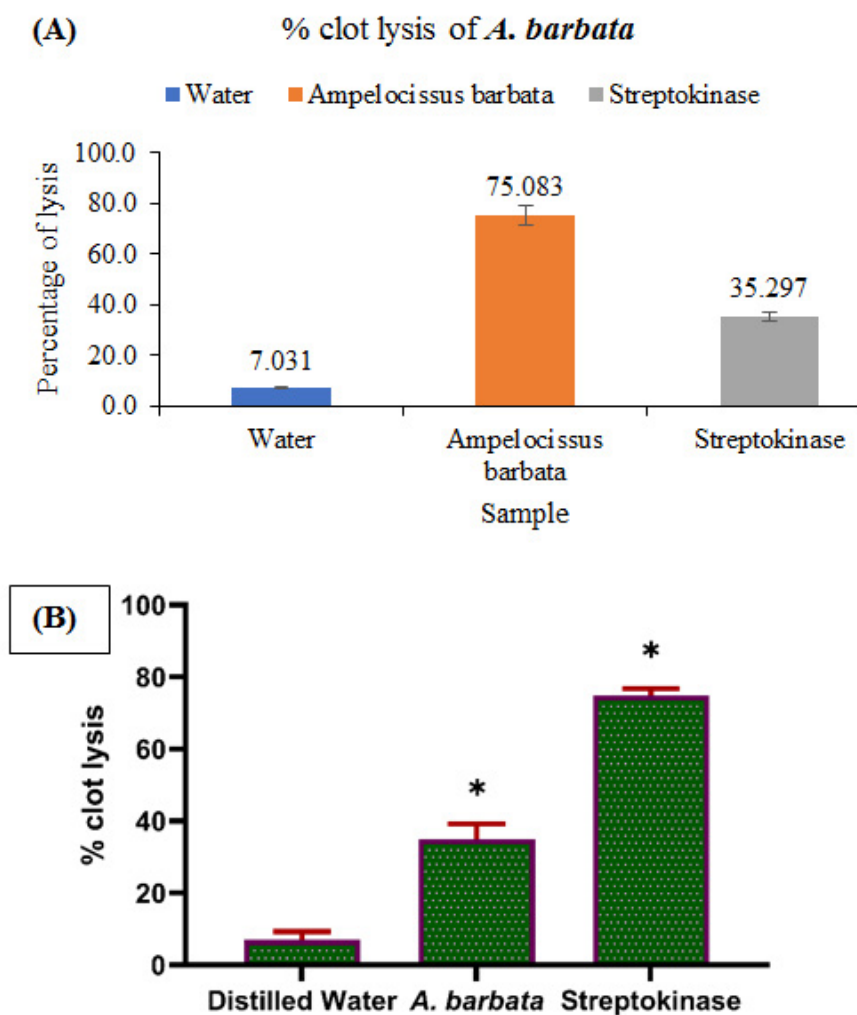 (A) % clot lysis of A. barbata
Water Ampelocissus barbata Streptokinase
Percentage of lysis
100.0
80.0
60.0
40.0
20.0
0.0
7.031
75.083
35.297
Water Ampelocissus barbata Streptokinase
Sample
(B)
% clot lysis
100
80
60
40
20
0
*
*
Distilled Water A. barbata Streptokinase